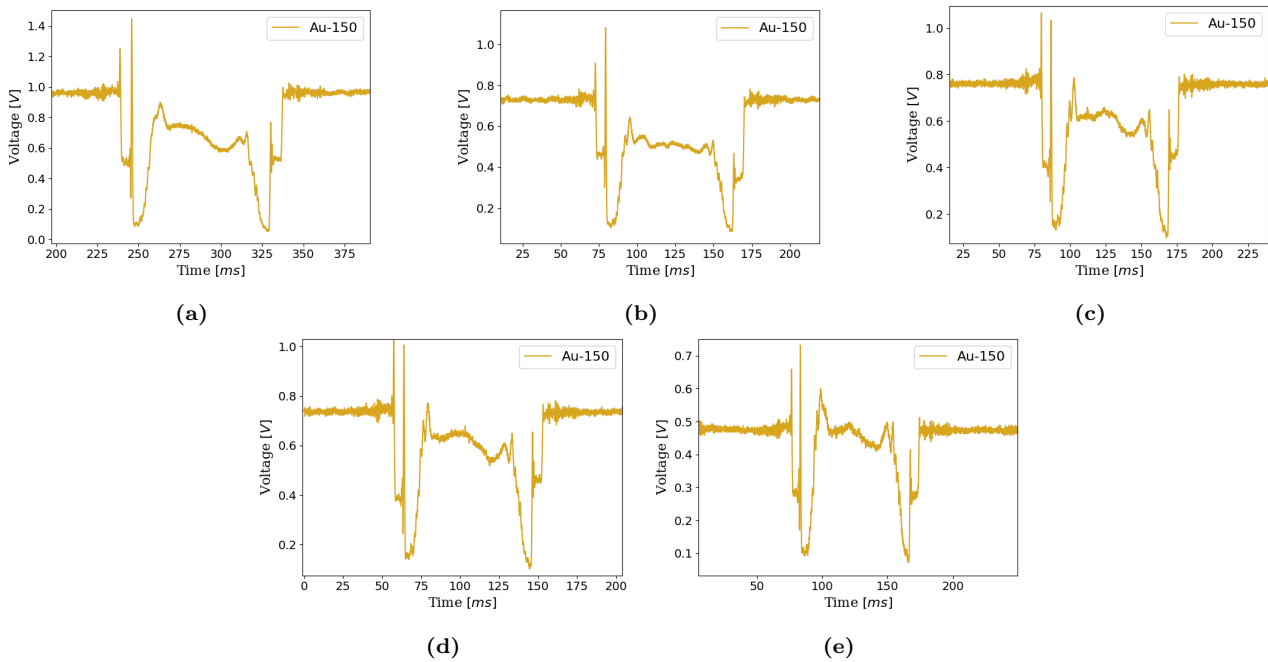 Au-150
Voltage [V]
1.4
1.2
1.0
0.8
0.6
0.4
0.2
0.0
200 225 250 275 300 325 350 375
Time [ms]
(a)
Au-150
Voltage [V]
1.0
0.8
0.6
0.4
0.2
25 50 75 100 125 150 175 200
Time [ms]
(b)
Au-150
Voltage [V]
1.0
0.8
0.6
0.4
0.2
25 50 75 100 125 150 175 200 225
Time [ms]
(c)
Au-150
Voltage [V]
1.0
0.8
0.6
0.4
0.2
0 25 50 75 100 125 150 175 200
Time [ms]
(d)
Au-150
Voltage [V]
0.7
0.6
0.5
0.4
0.3
0.2
0.1
50 100 150 200
Time [ms]
(e)